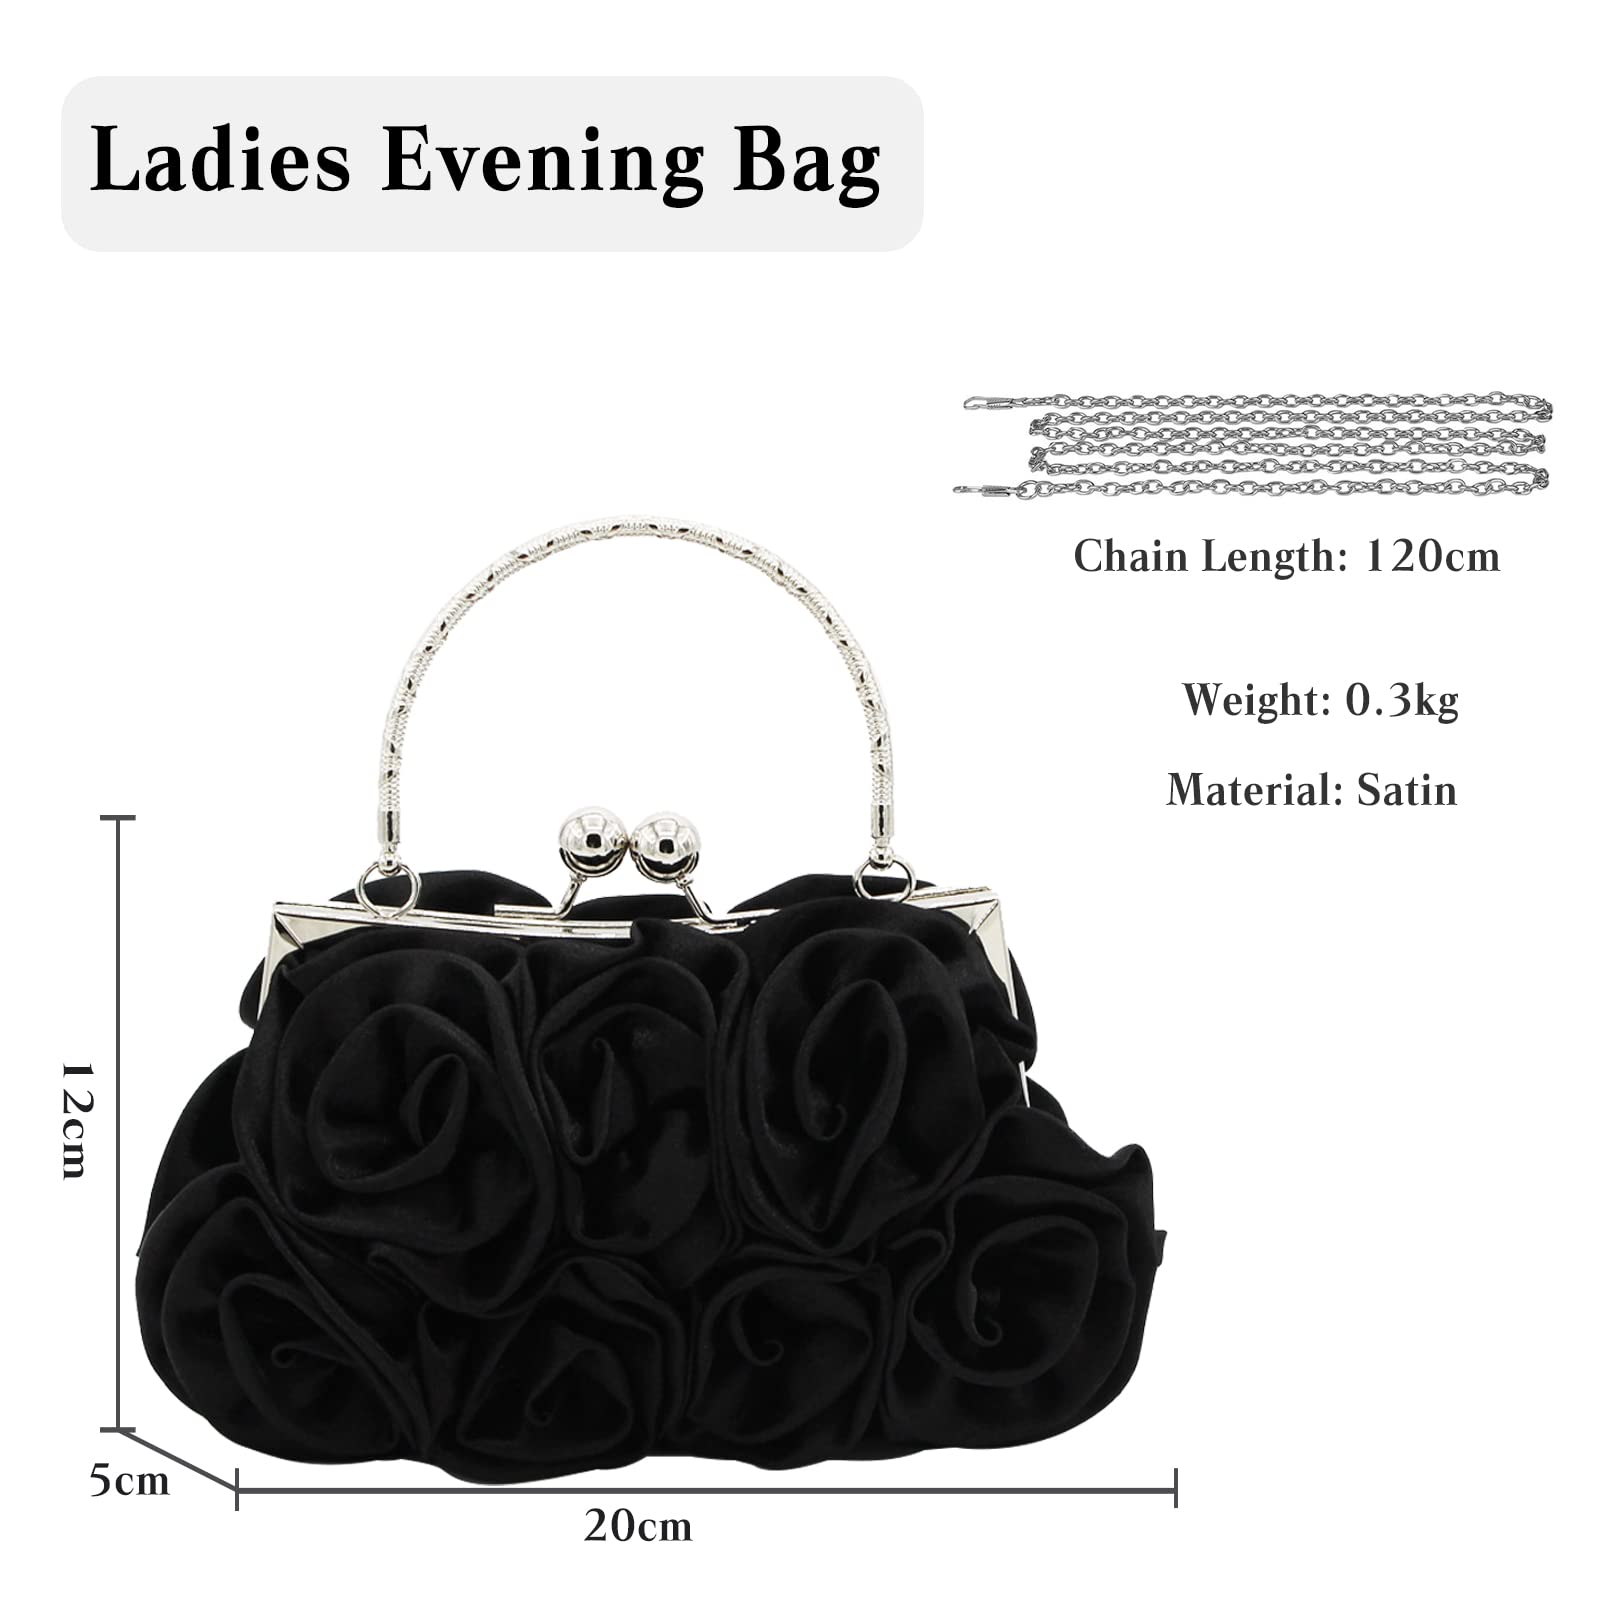 Ladies Evening Bag
Chain Length: 120cm
Weight: 0.3kg
Material: Satin
12cm
5cm
20cm